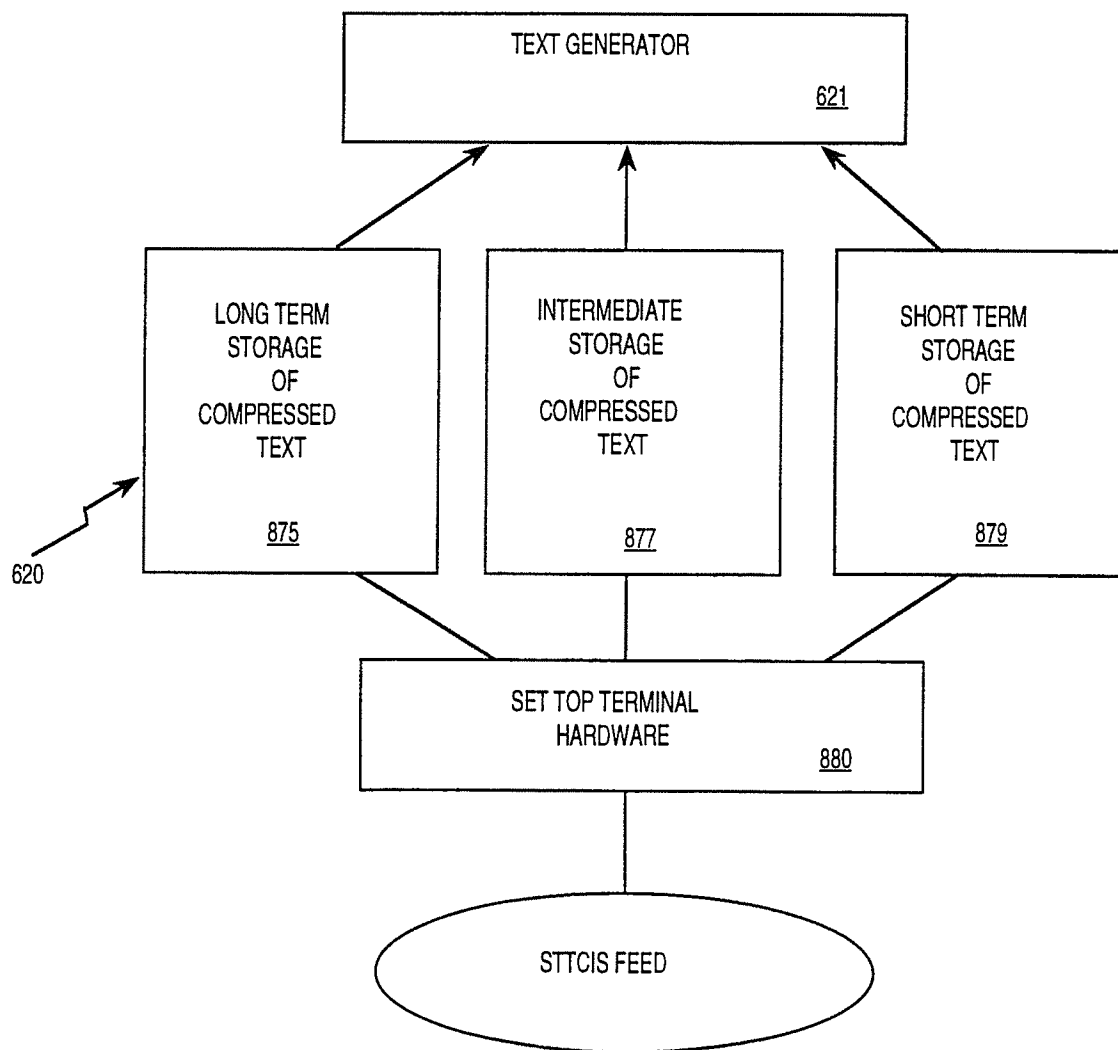 TEXT GENERATOR
621
LONG TERM
STORAGE
OF
COMPRESSED
TEXT
875
INTERMEDIATE
STORAGE
OF
COMPRESSED
TEXT
877
SHORT TERM
STORAGE
OF
COMPRESSED
TEXT
879
620
SET TOP TERMINAL
HARDWARE
880
STTCIS FEED